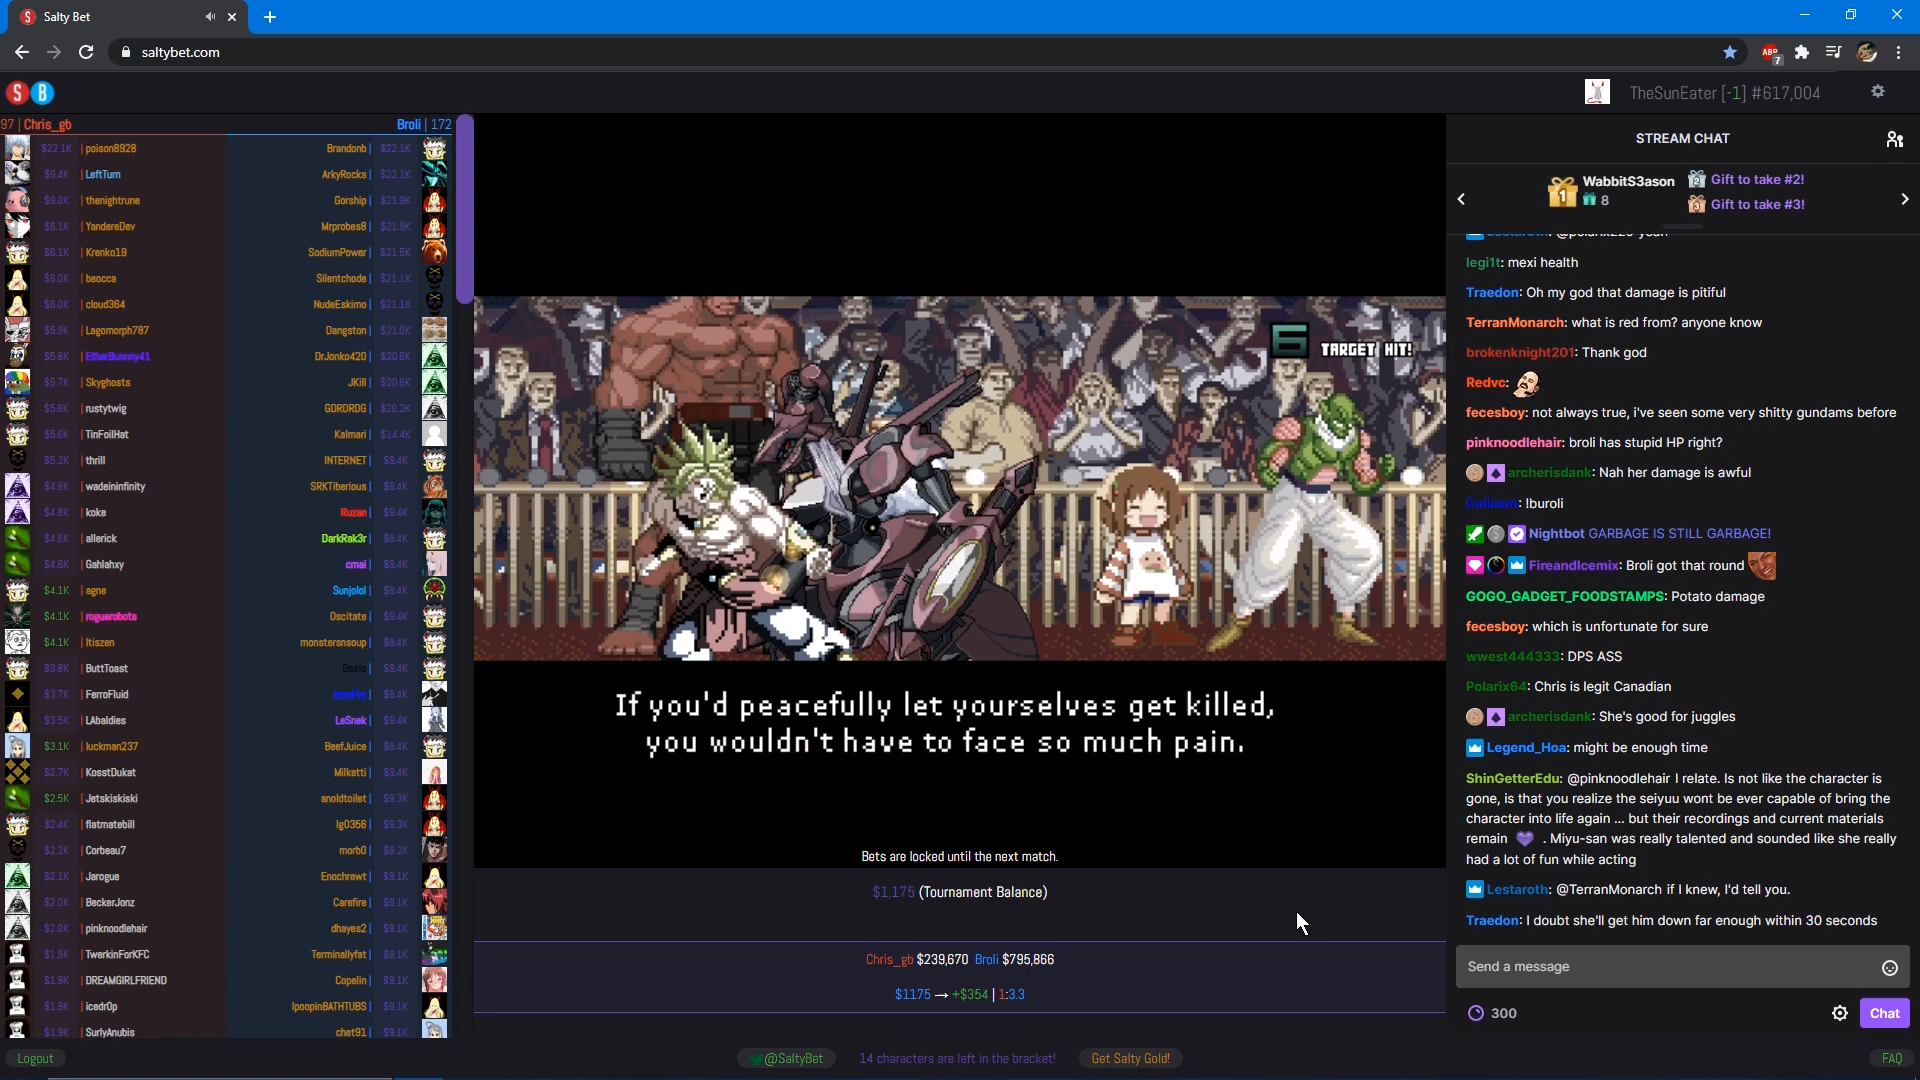 Salty Bet
saltybet.com
ABP
7
S B
TheSunEater [-1] #617,004
97 | Chris_gb
Broli | 172
$22.1K | poison8928
Brandonb | $22.1K
$9.4K | LeftTurn
ArkyRocks | $22.1K
$9.0K | thenightrune
Gorship | $21.9K
$6.1K | YandereDev
Mrprobes8 | $21.9K
$6.1K | Krenko19
SodiumPower | $21.5K
$6.0K | beocca
Silentchode | $21.1K
$6.0K | cloud364
NudeEskimo | $21.1K
$5.9K | Lagomorph787
Dangston | $21.0K
$5.8K | EtherBunnny41
DrJonko420 | $20.6K
$5.7K | Skyghosts
JKill | $20.6K
$5.6K | rustytwig
GDRDRDG | $20.2K
$5.6K | TinFoilHat
Kalmari | $14.4K
$5.2K | thrill
INTERNET | $9.4K
$4.8K | wadeininfinity
SRKTiberious | $9.4K
$4.8K | koke
Ruzan | $9.4K
$4.6K | allerick
DarkRak3r | $9.4K
$4.6K | Gahlahxy
cmai | $9.4K
$4.1K | agne
Sunjolol | $9.4K
$4.1K | roguerobots
Oscitate | $9.4K
$4.1K | Itiszen
monstersnsoup | $9.4K
$3.8K | ButtToast
Desis | $9.4K
$3.7K | FerroFluid
| $9.4K
$3.5K | LAbaldies
LeSnek | $9.4K
$3.1K | luckman237
BeefJuice | $9.4K
$2.7K | KosstDukat
Milketti | $9.4K
$2.5K | Jetskiskiski
anoldtoilet | $9.3K
$2.4K | flatmatebill
lg0356 | $9.3K
$2.2K | Corbeau7
morb0 | $9.2K
$2.1K | Jarogue
Enochrewt | $9.1K
$2.0K | BeckerJonz
Carefire | $9.1K
$2.0K | pinknoodlehair
dhayes2 | $9.1K
$1.9K | TwerkinForKFC
Terminallyfat | $9.1K
$1.9K | DREAMGIRLFRIEND
Copelin | $9.1K
$1.9K | icedr0p
IpoopinBATHTUBS | $9.1K
$1.9K | SurlyAnubis
chet91 | $9.1K
6 TARGET HIT!
If you'd peacefully let yourselves get killed,
you wouldn't have to face so much pain.
Bets are locked until the next match.
$1,175 (Tournament Balance)
Chris_gb $239,670 Broli $795,866
$1175 → +$354 | 1:3.3
STREAM CHAT
1 WabbitS3ason
8
2 Gift to take #2!
3 Gift to take #3!
legi1t: mexi health
Traedon: Oh my god that damage is pitiful
TerranMonarch: what is red from? anyone know
brokenknight201: Thank god
Redvc:
fecesboy: not always true, i've seen some very shitty gundams before
pinknoodlehair: broli has stupid HP right?
archerisdank: Nah her damage is awful
!buroli
Nightbot GARBAGE IS STILL GARBAGE!
FireandIcemix: Broli got that round
GOGO_GADGET_FOODSTAMPS: Potato damage
fecesboy: which is unfortunate for sure
wwest444333: DPS ASS
Polarix64: Chris is legit Canadian
archerisdank: She's good for juggles
Legend_Hoa: might be enough time
ShinGetterEdu: @pinknoodlehair I relate. Is not like the character is
gone, is that you realize the seiyuu wont be ever capable of bring the
character into life again ... but their recordings and current materials
remain . Miyu-san was really talented and sounded like she really
had a lot of fun while acting
Lestaroth: @TerranMonarch if I knew, I'd tell you.
Traedon: I doubt she'll get him down far enough within 30 seconds
Send a message
300
Chat
Logout
@SaltyBet
14 characters are left in the bracket!
Get Salty Gold!
FAQ